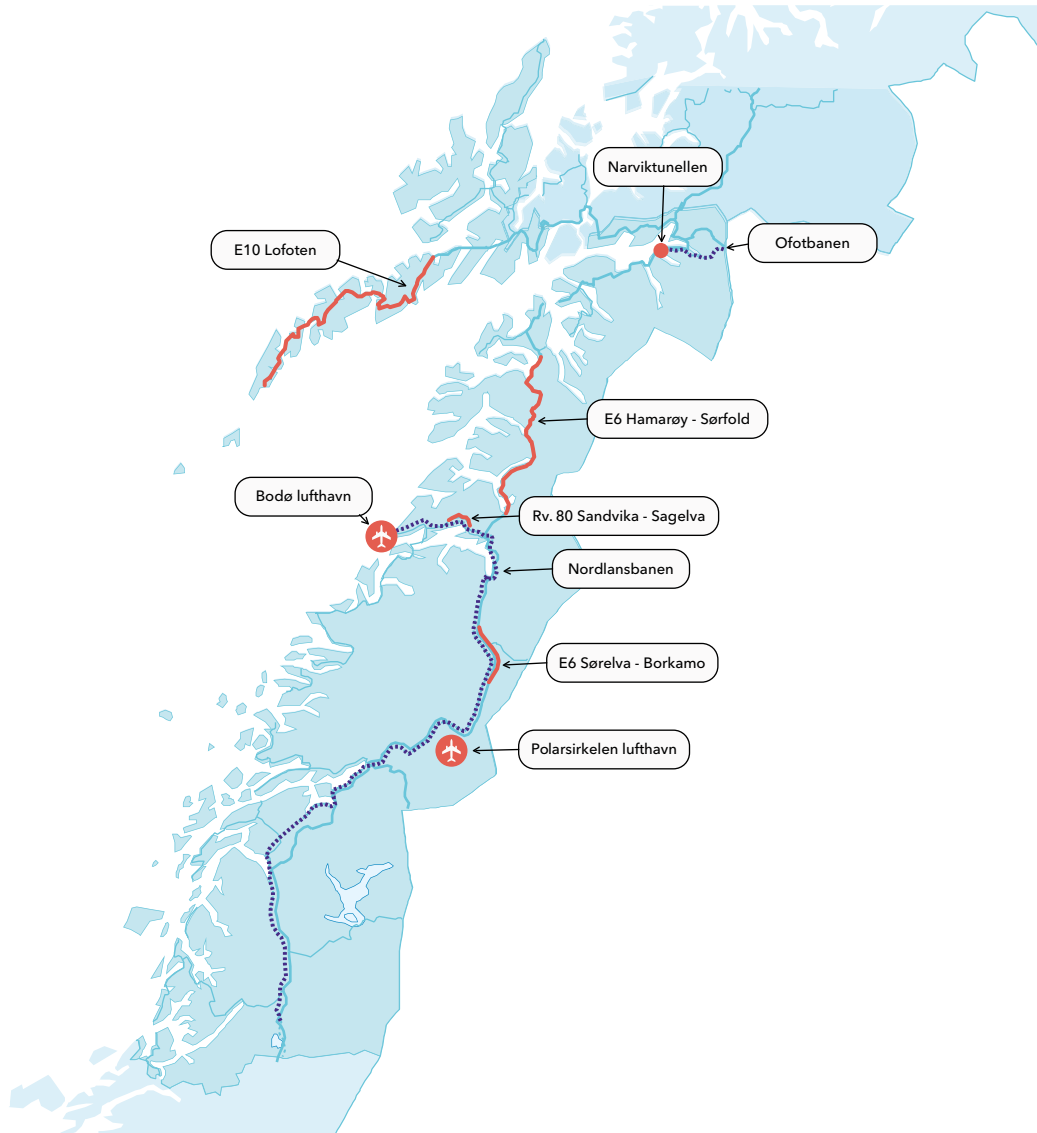 Narviktunellen
E10 Lofoten
Ofotbanen
E6 Hamarøy - Sørfold
Bodø lufthavn
Rv. 80 Sandvika - Sagelva
Nordlansbanen
E6 Sørelva - Borkamo
Polarsirkelen lufthavn